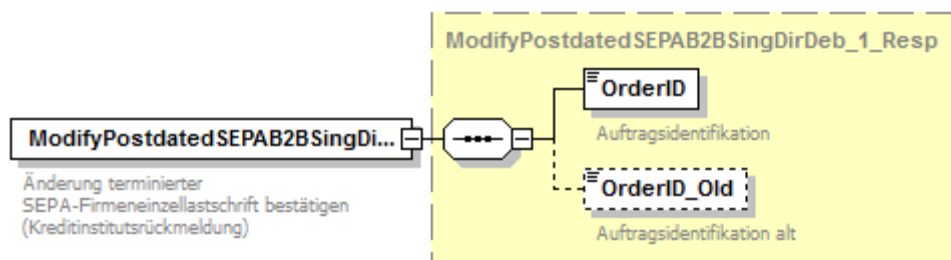 ModifyPostdatedSEPAB2BSingDirDeb_1_Resp
OrderID
Auftragsidentifikation
ModifyPostdatedSEPAB2BSingDi...
Änderung terminierter
SEPA-Firmeneinzellastschrift bestätigen
(Kreditinstitutsrückmeldung)
OrderID_Old
Auftragsidentifikation alt